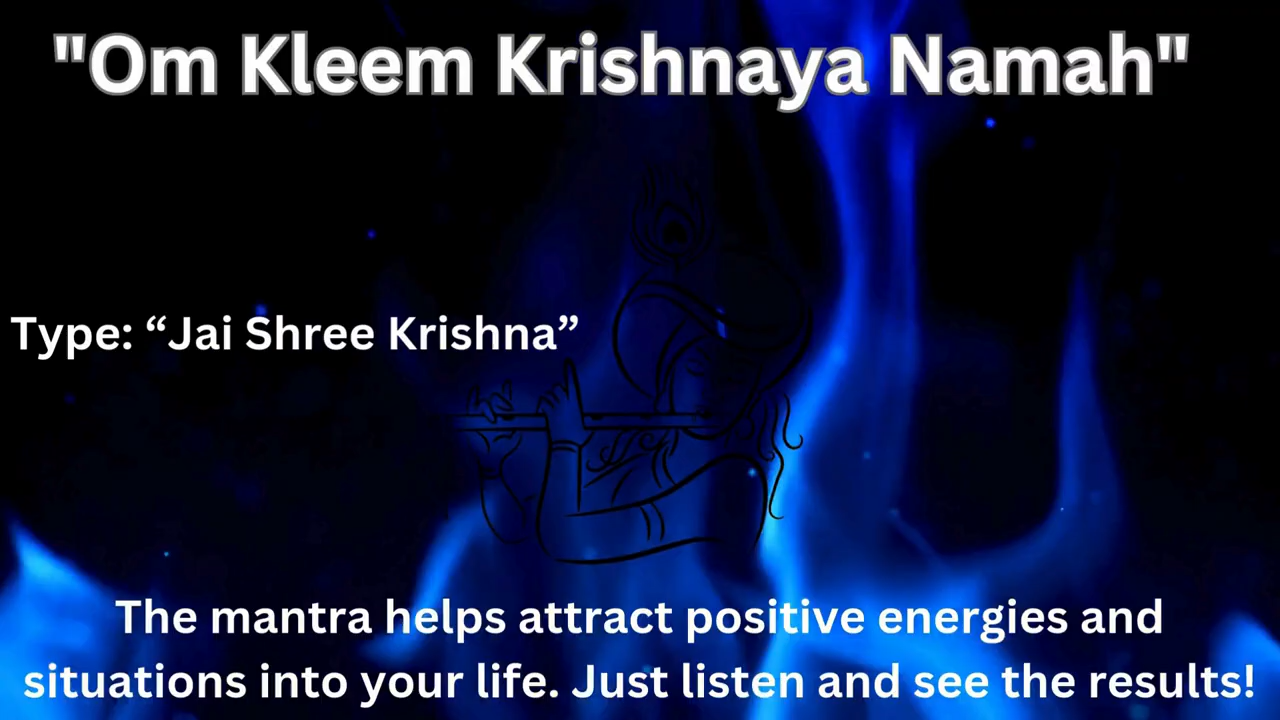 "Om Kleem Krishnaya Namah"
Type: “Jai Shree Krishna”
The mantra helps attract positive energies and
situations into your life. Just listen and see the results!